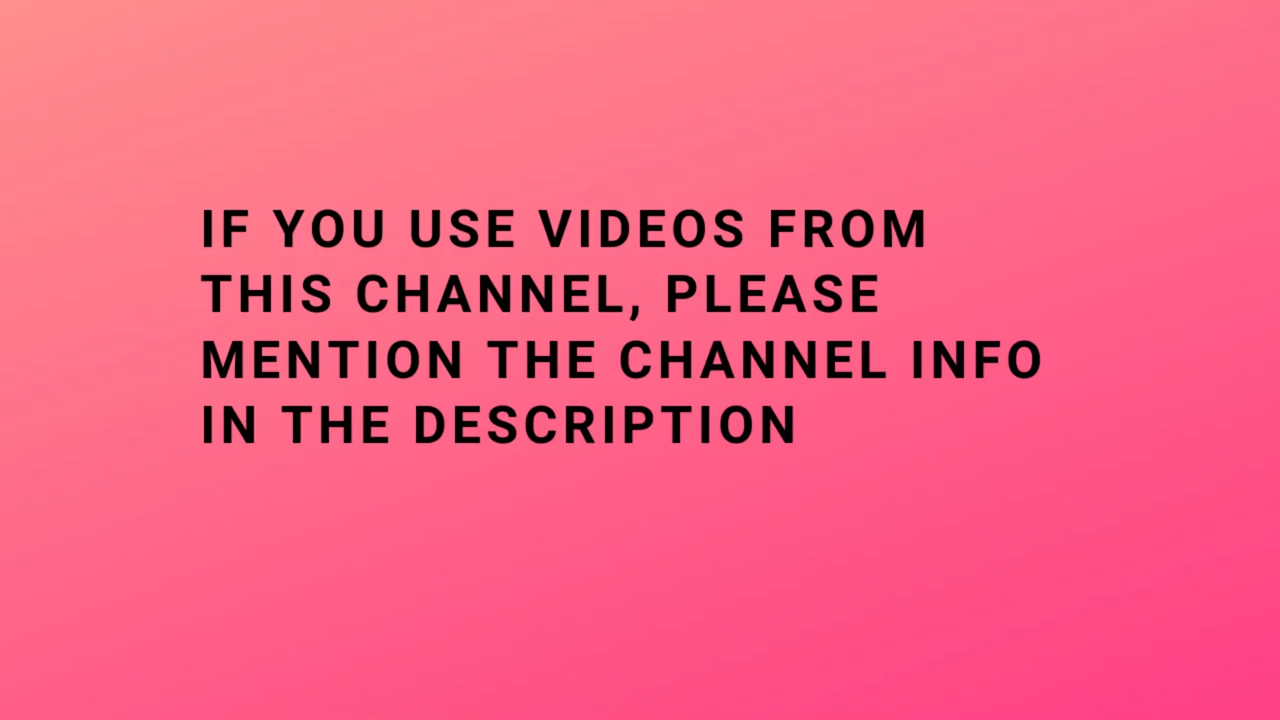 IF YOU USE VIDEOS FROM
THIS CHANNEL, PLEASE
MENTION THE CHANNEL INFO
IN THE DESCRIPTION